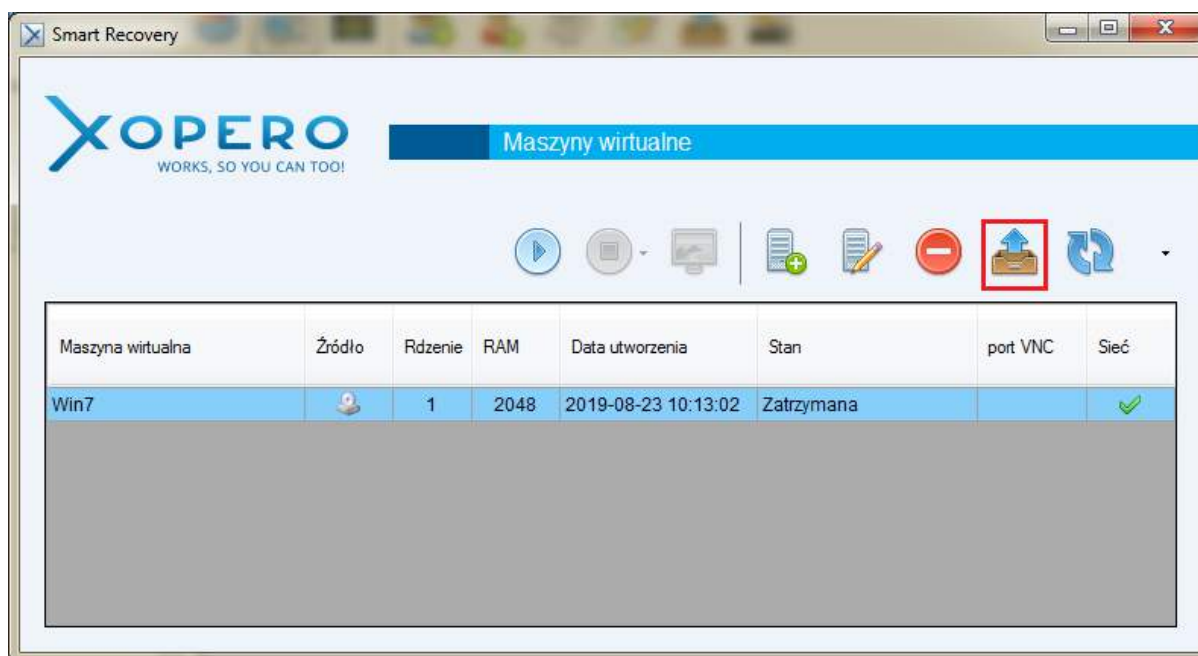 Smart Recovery
XOPERO
WORKS, SO YOU CAN TOO!
Maszyny wirtualne
Maszyna wirtualna Źródło Rdzenie RAM Data utworzenia Stan port VNC Sieć
Win7 1 2048 2019-08-23 10:13:02 Zatrzymana